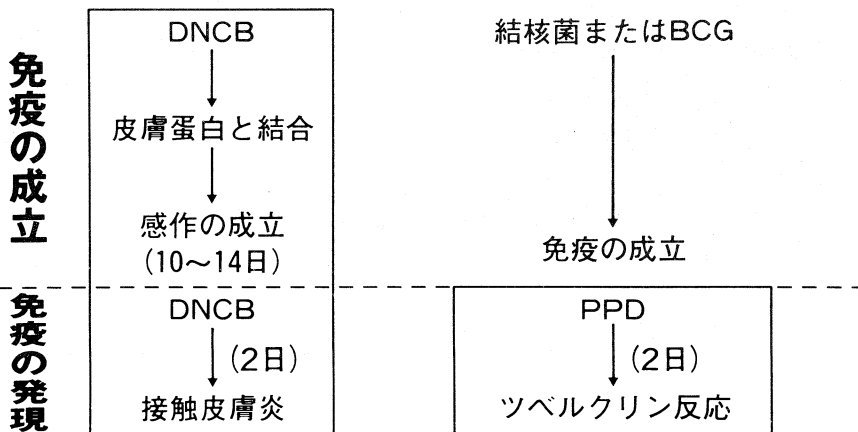 免疫の成立
DNCB
皮膚蛋白と結合
感作の成立
(10〜14日)
結核菌またはBCG
免疫の成立
免疫の発現
DNCB
(2日)
接触皮膚炎
PPD
(2日)
ツベルクリン反応